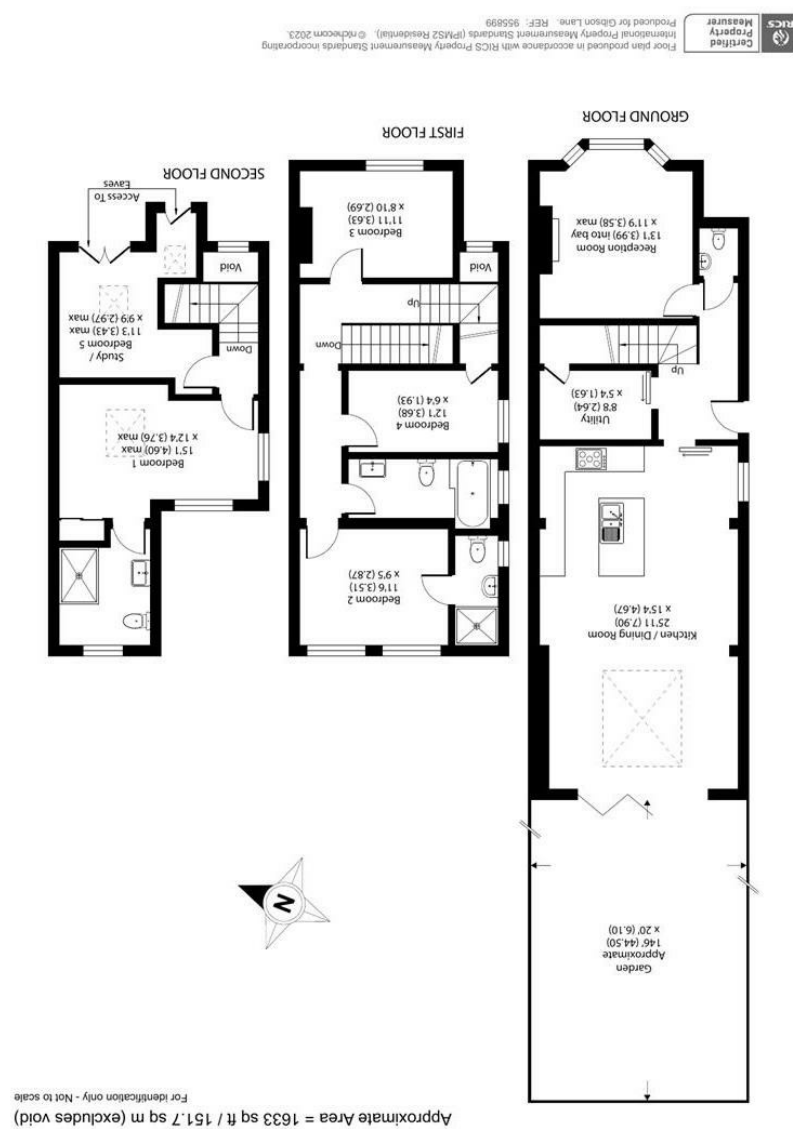 Approximate Area = 1633 sq ft / 151.7 sq m (excludes void)
For identification only - Not to scale
Garden
Approximate
146' (44.50)
x 20' (6.10)
N
Kitchen / Dining Room
25'11 (7.90)
x 15'4 (4.67)
Utility
8'8 (2.64)
x 5'4 (1.63)
Up
Reception Room
13'1 (3.99) into bay
x 11'9 (3.58) max
GROUND FLOOR
Bedroom 2
11'6 (3.51)
x 9'5 (2.87)
Bedroom 4
12'1 (3.68)
x 6'4 (1.93)
Down
Up
Void
Bedroom 3
11'11 (3.63)
x 8'10 (2.69)
FIRST FLOOR
Bedroom 1
15'1 (4.60) max
x 12'4 (3.76) max
Down
Bedroom 5
/ Study
11'3 (3.43) max
x 9'9 (2.97) max
Void
Access To
Eaves
SECOND FLOOR
Floor plan produced in accordance with RICS Property Measurement Standards incorporating
International Property Measurement Standards (IPMS2 Residential). © nichecom 2023.
Produced for Gibson Lane. REF: 955899
Certified
Property
Measurer
RICS